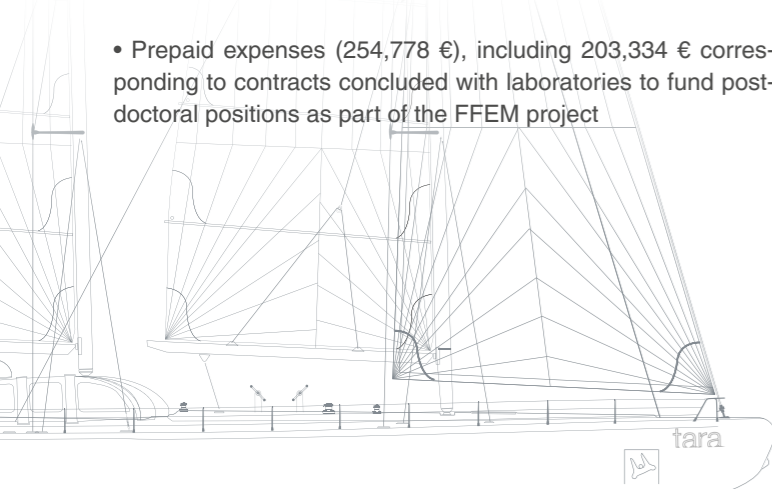 • Prepaid expenses (254,778 €), including 203,334 € corres-
ponding to contracts concluded with laboratories to fund post-
doctoral positions as part of the FFEM project
tara